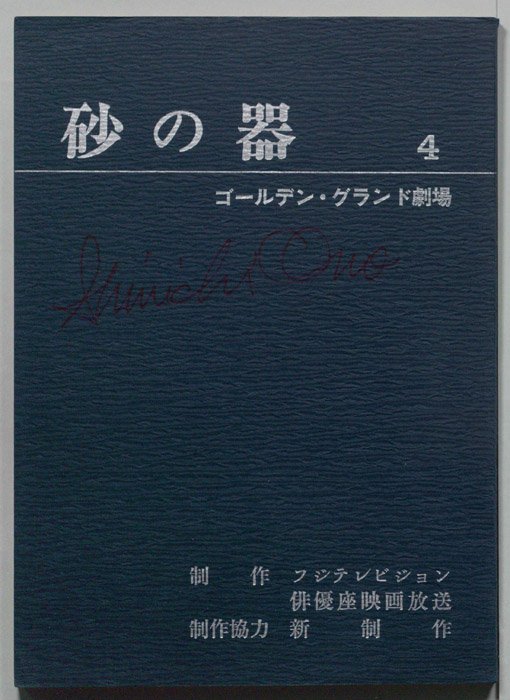 砂の器 4
ゴールデン・グランド劇場
Shinichi Ono
制作 フジテレビジョン
俳優座映画放送
制作協力 新制作